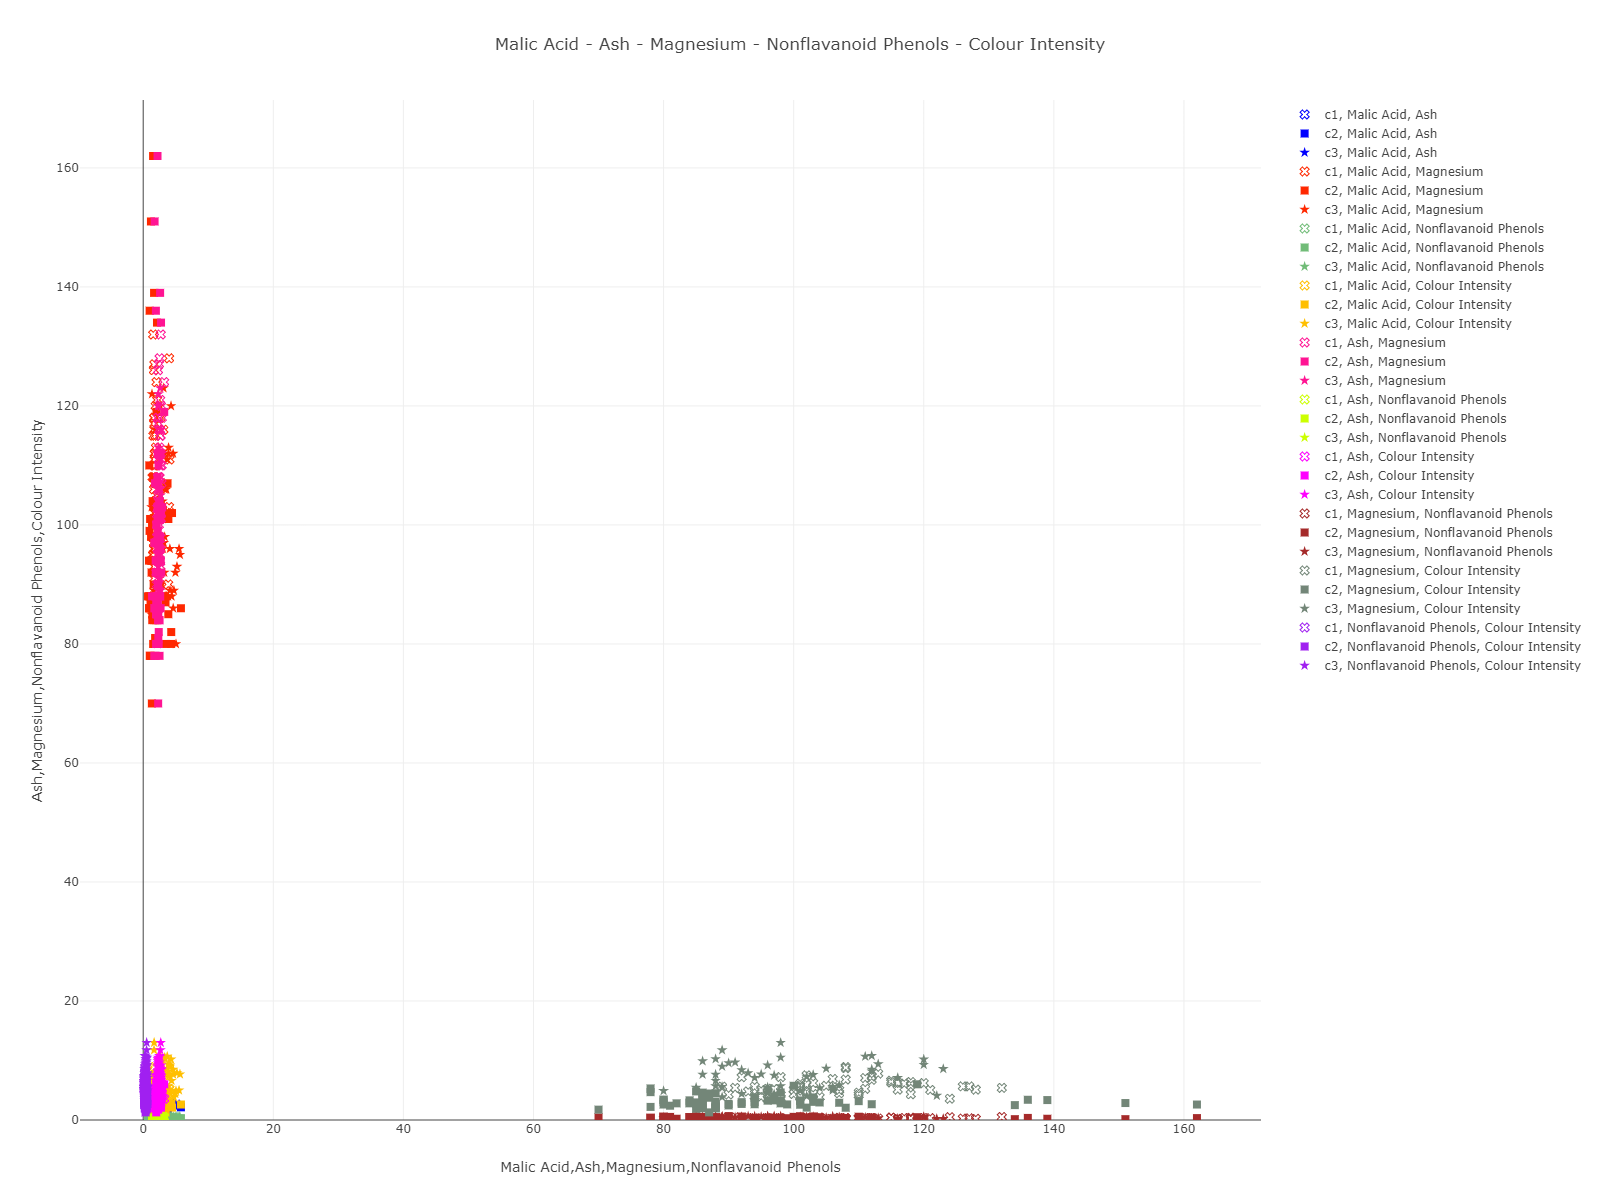 Malic Acid - Ash - Magnesium - Nonflavanoid Phenols - Colour Intensity
c1, Malic Acid, Ash
c2, Malic Acid, Ash
c3, Malic Acid, Ash
c1, Malic Acid, Magnesium
c2, Malic Acid, Magnesium
c3, Malic Acid, Magnesium
c1, Malic Acid, Nonflavanoid Phenols
c2, Malic Acid, Nonflavanoid Phenols
c3, Malic Acid, Nonflavanoid Phenols
c1, Malic Acid, Colour Intensity
c2, Malic Acid, Colour Intensity
c3, Malic Acid, Colour Intensity
c1, Ash, Magnesium
c2, Ash, Magnesium
c3, Ash, Magnesium
c1, Ash, Nonflavanoid Phenols
c2, Ash, Nonflavanoid Phenols
c3, Ash, Nonflavanoid Phenols
c1, Ash, Colour Intensity
c2, Ash, Colour Intensity
c3, Ash, Colour Intensity
c1, Magnesium, Nonflavanoid Phenols
c2, Magnesium, Nonflavanoid Phenols
c3, Magnesium, Nonflavanoid Phenols
c1, Magnesium, Colour Intensity
c2, Magnesium, Colour Intensity
c3, Magnesium, Colour Intensity
c1, Nonflavanoid Phenols, Colour Intensity
c2, Nonflavanoid Phenols, Colour Intensity
c3, Nonflavanoid Phenols, Colour Intensity
Ash,Magnesium,Nonflavanoid Phenols,Colour Intensity
160
140
120
100
80
60
40
20
0
0 20 40 60 80 100 120 140 160
Malic Acid,Ash,Magnesium,Nonflavanoid Phenols